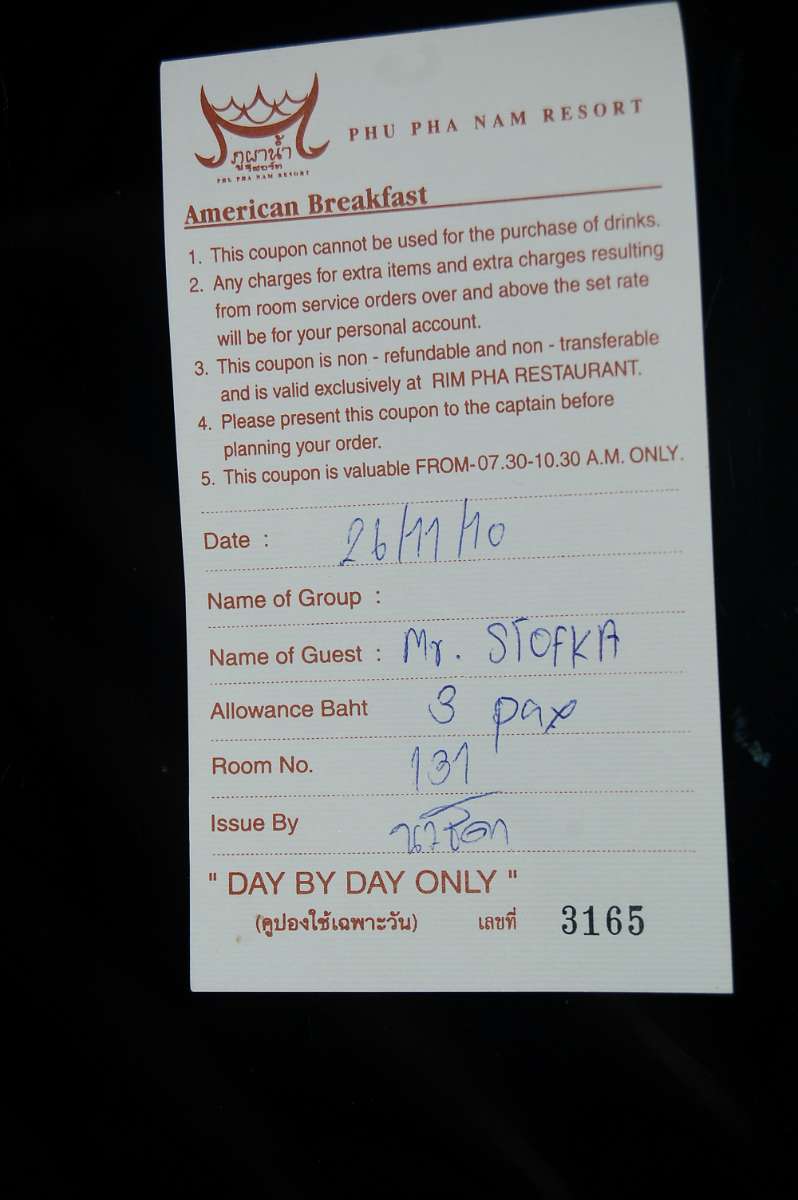 ภูผาน้ำ
รีสอร์ท
PHU PHA NAM RESORT
PHU PHA NAM RESORT
American Breakfast
1. This coupon cannot be used for the purchase of drinks.
2. Any charges for extra items and extra charges resulting
from room service orders over and above the set rate
will be for your personal account.
3. This coupon is non - refundable and non - transferable
and is valid exclusively at RIM PHA RESTAURANT.
4. Please present this coupon to the captain before
planning your order.
5. This coupon is valuable FROM-07.30-10.30 A.M. ONLY.
Date : 26/11/10
Name of Group :
Name of Guest : Mr. STOFKA
Allowance Baht 3 pax
Room No. 131
Issue By
" DAY BY DAY ONLY "
(คูปองใช้เฉพาะวัน) เลขที่ 3165